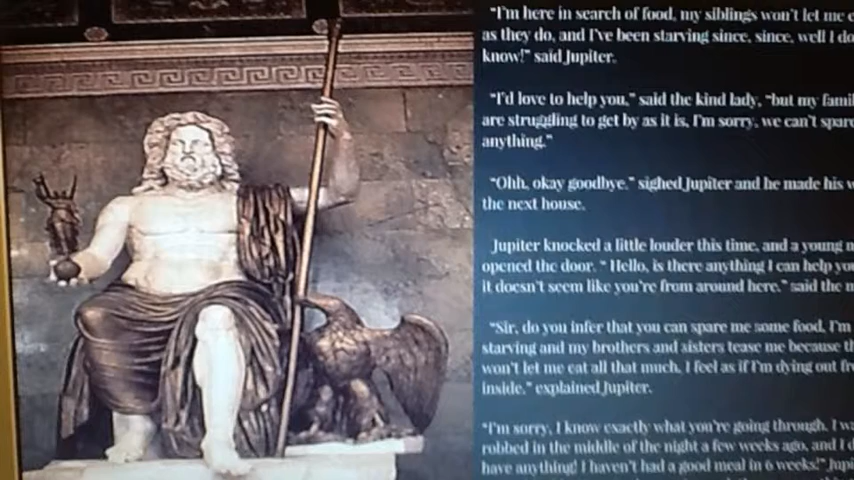 “I’m here in search of food, my siblings won’t let me
as they do, and I’ve been starving since, since, well I
know!” said Jupiter.
“I’d love to help you,” said the kind lady, “but my
are struggling to get by as it is, I’m sorry, we can’t
anything.”
“Ohh, okay goodbye.” sighed Jupiter and he made his
the next house.
Jupiter knocked a little louder this time, and a young
opened the door. “ Hello, is there anything I can help
it doesn’t seem like you’re from around here.” said the
“Sir, do you infer that you can spare me some food, I’m
starving and my brothers and sisters tease me because
won’t let me eat all that much, I feel as if I’m dying out
inside,” explained Jupiter.
“I’m sorry, I know exactly what you’re going through. I
robbed in the middle of the night a few weeks ago, and I
have anything! I haven’t had a good meal in 6 weeks!”